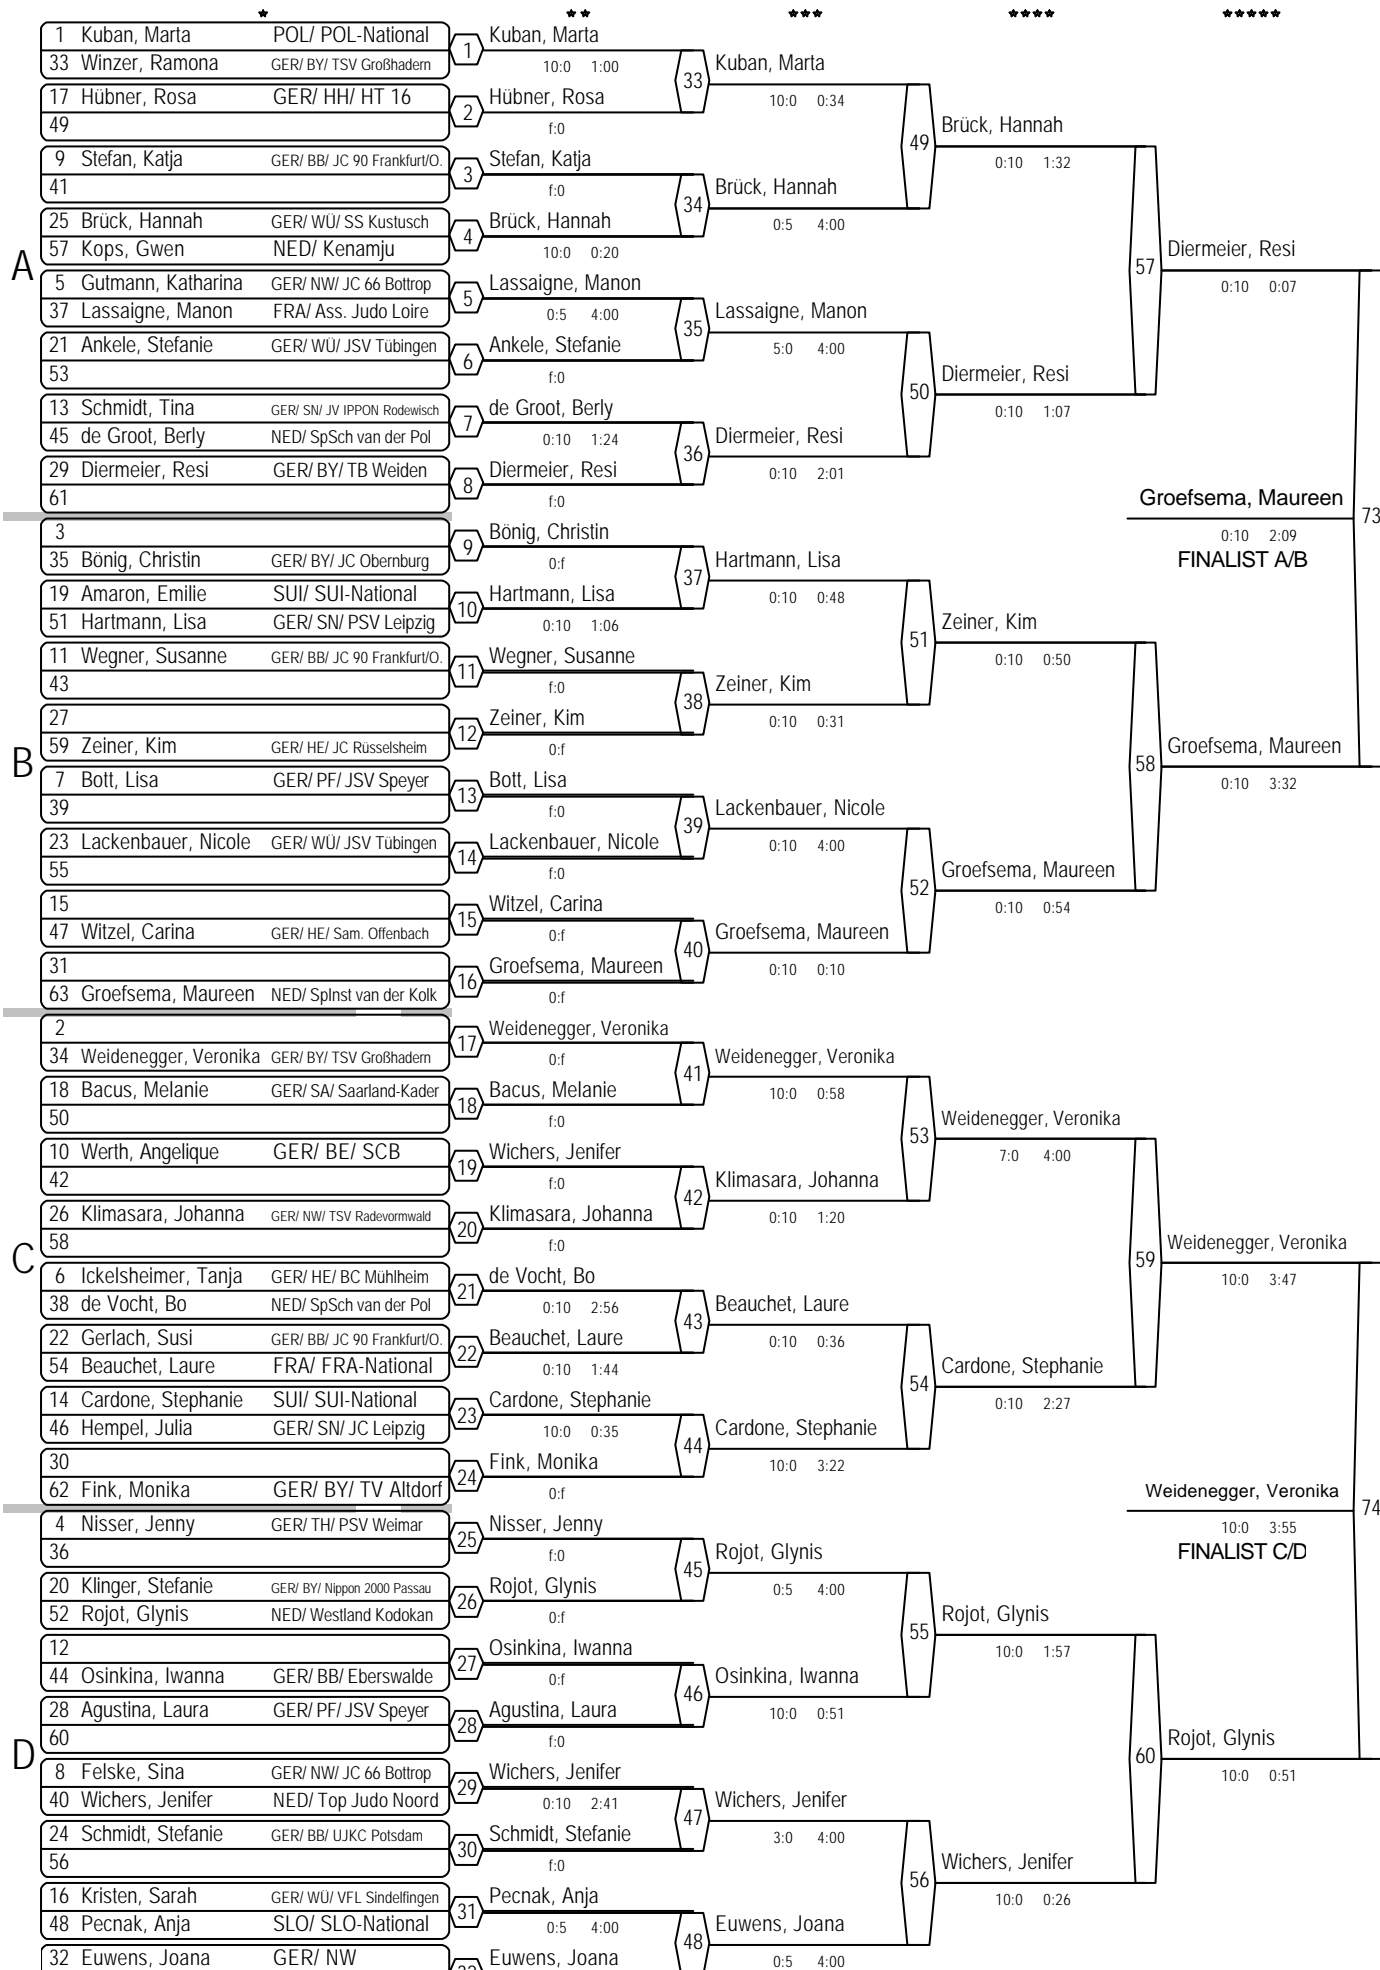 * ** *** **** *****
1 Kuban, Marta POL/ POL-National
33 Winzer, Ramona GER/ BY/ TSV Großhadern
17 Hübner, Rosa GER/ HH/ HT 16
49
9 Stefan, Katja GER/ BB/ JC 90 Frankfurt/O.
41
25 Brück, Hannah GER/ WÜ/ SS Kustusch
57 Kops, Gwen NED/ Kenamju
A
5 Gutmann, Katharina GER/ NW/ JC 66 Bottrop
37 Lassaigne, Manon FRA/ Ass. Judo Loire
21 Ankele, Stefanie GER/ WÜ/ JSV Tübingen
53
13 Schmidt, Tina GER/ SN/ JV IPPON Rodewisch
45 de Groot, Berly NED/ SpSch van der Pol
29 Diermeier, Resi GER/ BY/ TB Weiden
61
3
35 Bönig, Christin GER/ BY/ JC Obernburg
19 Amaron, Emilie SUI/ SUI-National
51 Hartmann, Lisa GER/ SN/ PSV Leipzig
11 Wegner, Susanne GER/ BB/ JC 90 Frankfurt/O.
43
27
59 Zeiner, Kim GER/ HE/ JC Rüsselsheim
B
7 Bott, Lisa GER/ PF/ JSV Speyer
39
23 Lackenbauer, Nicole GER/ WÜ/ JSV Tübingen
55
15
47 Witzel, Carina GER/ HE/ Sam. Offenbach
31
63 Groefsema, Maureen NED/ SpInst van der Kolk
2
34 Weidenegger, Veronika GER/ BY/ TSV Großhadern
18 Bacus, Melanie GER/ SA/ Saarland-Kader
50
10 Werth, Angelique GER/ BE/ SCB
42
26 Klimasara, Johanna GER/ NW/ TSV Radevormwald
58
C
6 Ickelsheimer, Tanja GER/ HE/ BC Mühlheim
38 de Vocht, Bo NED/ SpSch van der Pol
22 Gerlach, Susi GER/ BB/ JC 90 Frankfurt/O.
54 Beauchet, Laure FRA/ FRA-National
14 Cardone, Stephanie SUI/ SUI-National
46 Hempel, Julia GER/ SN/ JC Leipzig
30
62 Fink, Monika GER/ BY/ TV Altdorf
4 Nisser, Jenny GER/ TH/ PSV Weimar
36
20 Klinger, Stefanie GER/ BY/ Nippon 2000 Passau
52 Rojot, Glynis NED/ Westland Kodokan
12
44 Osinkina, Iwanna GER/ BB/ Eberswalde
28 Agustina, Laura GER/ PF/ JSV Speyer
60
D
8 Felske, Sina GER/ NW/ JC 66 Bottrop
40 Wichers, Jenifer NED/ Top Judo Noord
24 Schmidt, Stefanie GER/ BB/ UJKC Potsdam
56
16 Kristen, Sarah GER/ WÜ/ VFL Sindelfingen
48 Pecnak, Anja SLO/ SLO-National
32 Euwens, Joana GER/ NW
1 Kuban, Marta
10:0 1:00
2 Hübner, Rosa
f:0
3 Stefan, Katja
f:0
4 Brück, Hannah
10:0 0:20
5 Lassaigne, Manon
0:5 4:00
6 Ankele, Stefanie
f:0
7 de Groot, Berly
0:10 1:24
8 Diermeier, Resi
f:0
9 Bönig, Christin
0:f
10 Hartmann, Lisa
0:10 1:06
11 Wegner, Susanne
f:0
12 Zeiner, Kim
0:f
13 Bott, Lisa
f:0
14 Lackenbauer, Nicole
f:0
15 Witzel, Carina
0:f
16 Groefsema, Maureen
0:f
17 Weidenegger, Veronika
0:f
18 Bacus, Melanie
f:0
19 Wichers, Jenifer
f:0
20 Klimasara, Johanna
f:0
21 de Vocht, Bo
0:10 2:56
22 Beauchet, Laure
0:10 1:44
23 Cardone, Stephanie
10:0 0:35
24 Fink, Monika
0:f
25 Nisser, Jenny
f:0
26 Rojot, Glynis
0:f
27 Osinkina, Iwanna
0:f
28 Agustina, Laura
f:0
29 Wichers, Jenifer
0:10 2:41
30 Schmidt, Stefanie
f:0
31 Pecnak, Anja
0:5 4:00
Euwens, Joana
33 Kuban, Marta
10:0 0:34
34 Brück, Hannah
0:5 4:00
35 Lassaigne, Manon
5:0 4:00
36 Diermeier, Resi
0:10 2:01
37 Hartmann, Lisa
0:10 0:48
38 Zeiner, Kim
0:10 0:31
39 Lackenbauer, Nicole
0:10 4:00
40 Groefsema, Maureen
0:10 0:10
41 Weidenegger, Veronika
10:0 0:58
42 Klimasara, Johanna
0:10 1:20
43 Beauchet, Laure
0:10 0:36
44 Cardone, Stephanie
10:0 3:22
45 Rojot, Glynis
0:5 4:00
46 Osinkina, Iwanna
10:0 0:51
47 Wichers, Jenifer
3:0 4:00
48 Euwens, Joana
0:5 4:00
49 Brück, Hannah
0:10 1:32
50 Diermeier, Resi
0:10 1:07
51 Zeiner, Kim
0:10 0:50
52 Groefsema, Maureen
0:10 0:54
53 Weidenegger, Veronika
7:0 4:00
54 Cardone, Stephanie
0:10 2:27
55 Rojot, Glynis
10:0 1:57
56 Wichers, Jenifer
10:0 0:26
57 Diermeier, Resi
0:10 0:07
58 Groefsema, Maureen
0:10 3:32
59 Weidenegger, Veronika
10:0 3:47
60 Rojot, Glynis
10:0 0:51
Groefsema, Maureen 73
0:10 2:09
FINALIST A/B
Weidenegger, Veronika 74
10:0 3:55
FINALIST C/D